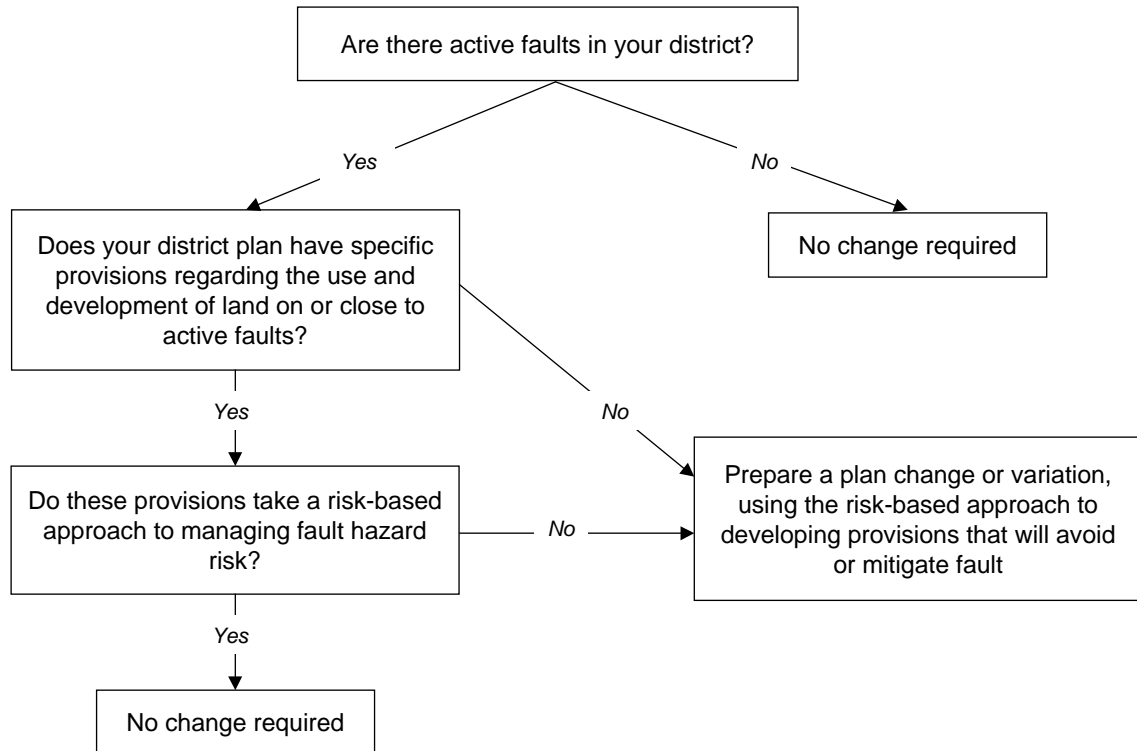 Are there active faults in your district?
Yes
No
Does your district plan have specific
provisions regarding the use and
development of land on or close to
active faults?
No change required
Yes
No
Do these provisions take a risk-based
approach to managing fault hazard
risk?
No
Prepare a plan change or variation,
using the risk-based approach to
developing provisions that will avoid
or mitigate fault
Yes
No change required